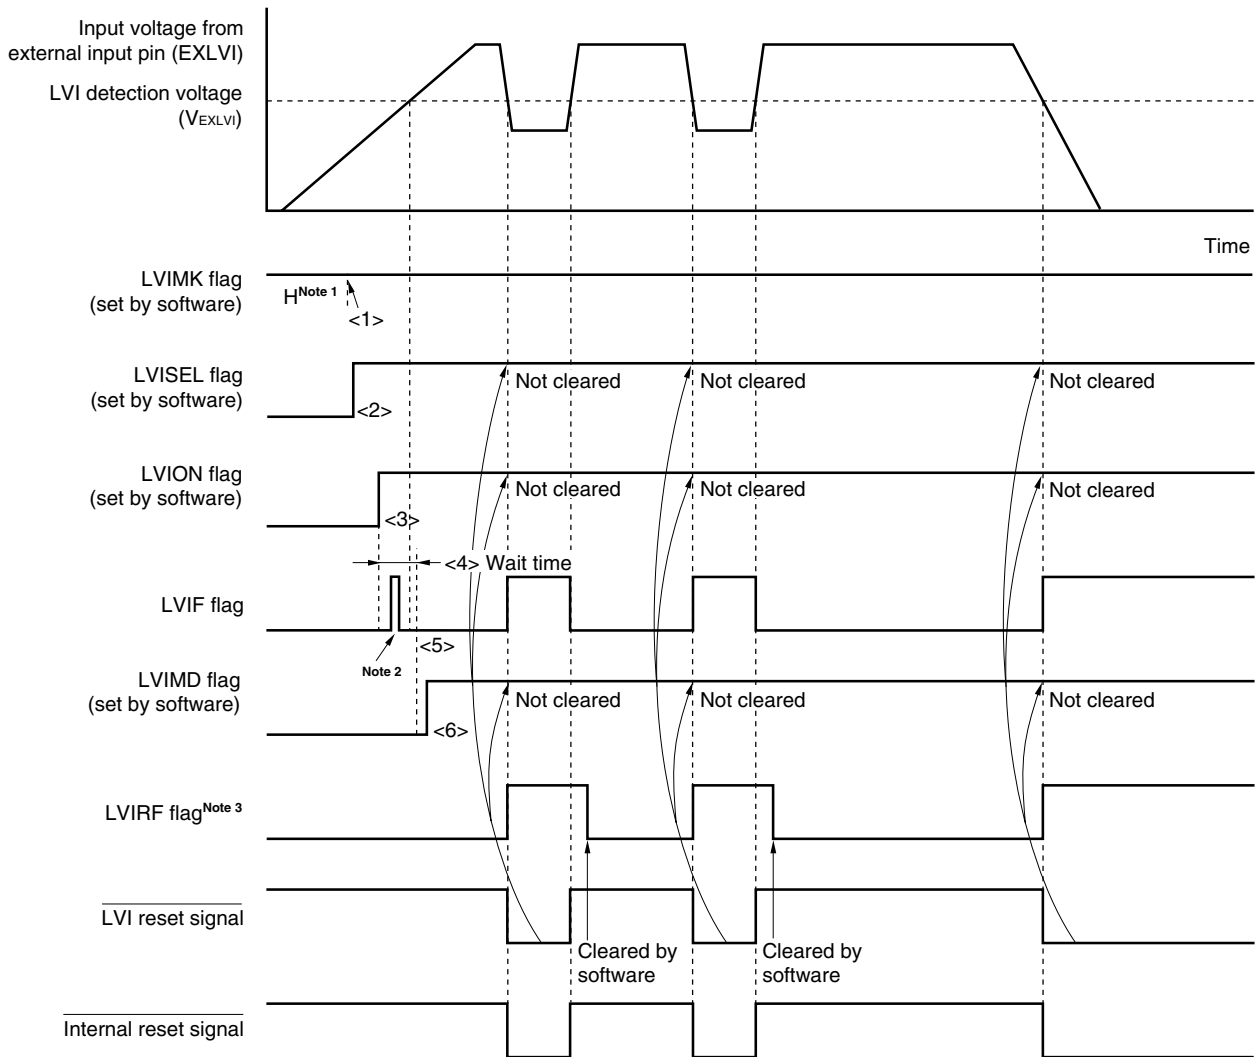 Input voltage from
external input pin (EXLVI)
LVI detection voltage
(VEXLVI)
Time
LVIMK flag
(set by software)
HNote 1
<1>
LVISEL flag
(set by software)
<2>
Not cleared
Not cleared
Not cleared
LVION flag
(set by software)
<3>
Not cleared
Not cleared
Not cleared
<4> Wait time
LVIF flag
Note 2
<5>
LVIMD flag
(set by software)
<6>
Not cleared
Not cleared
Not cleared
LVIRF flagNote 3
LVI reset signal
Cleared by
software
Cleared by
software
Internal reset signal